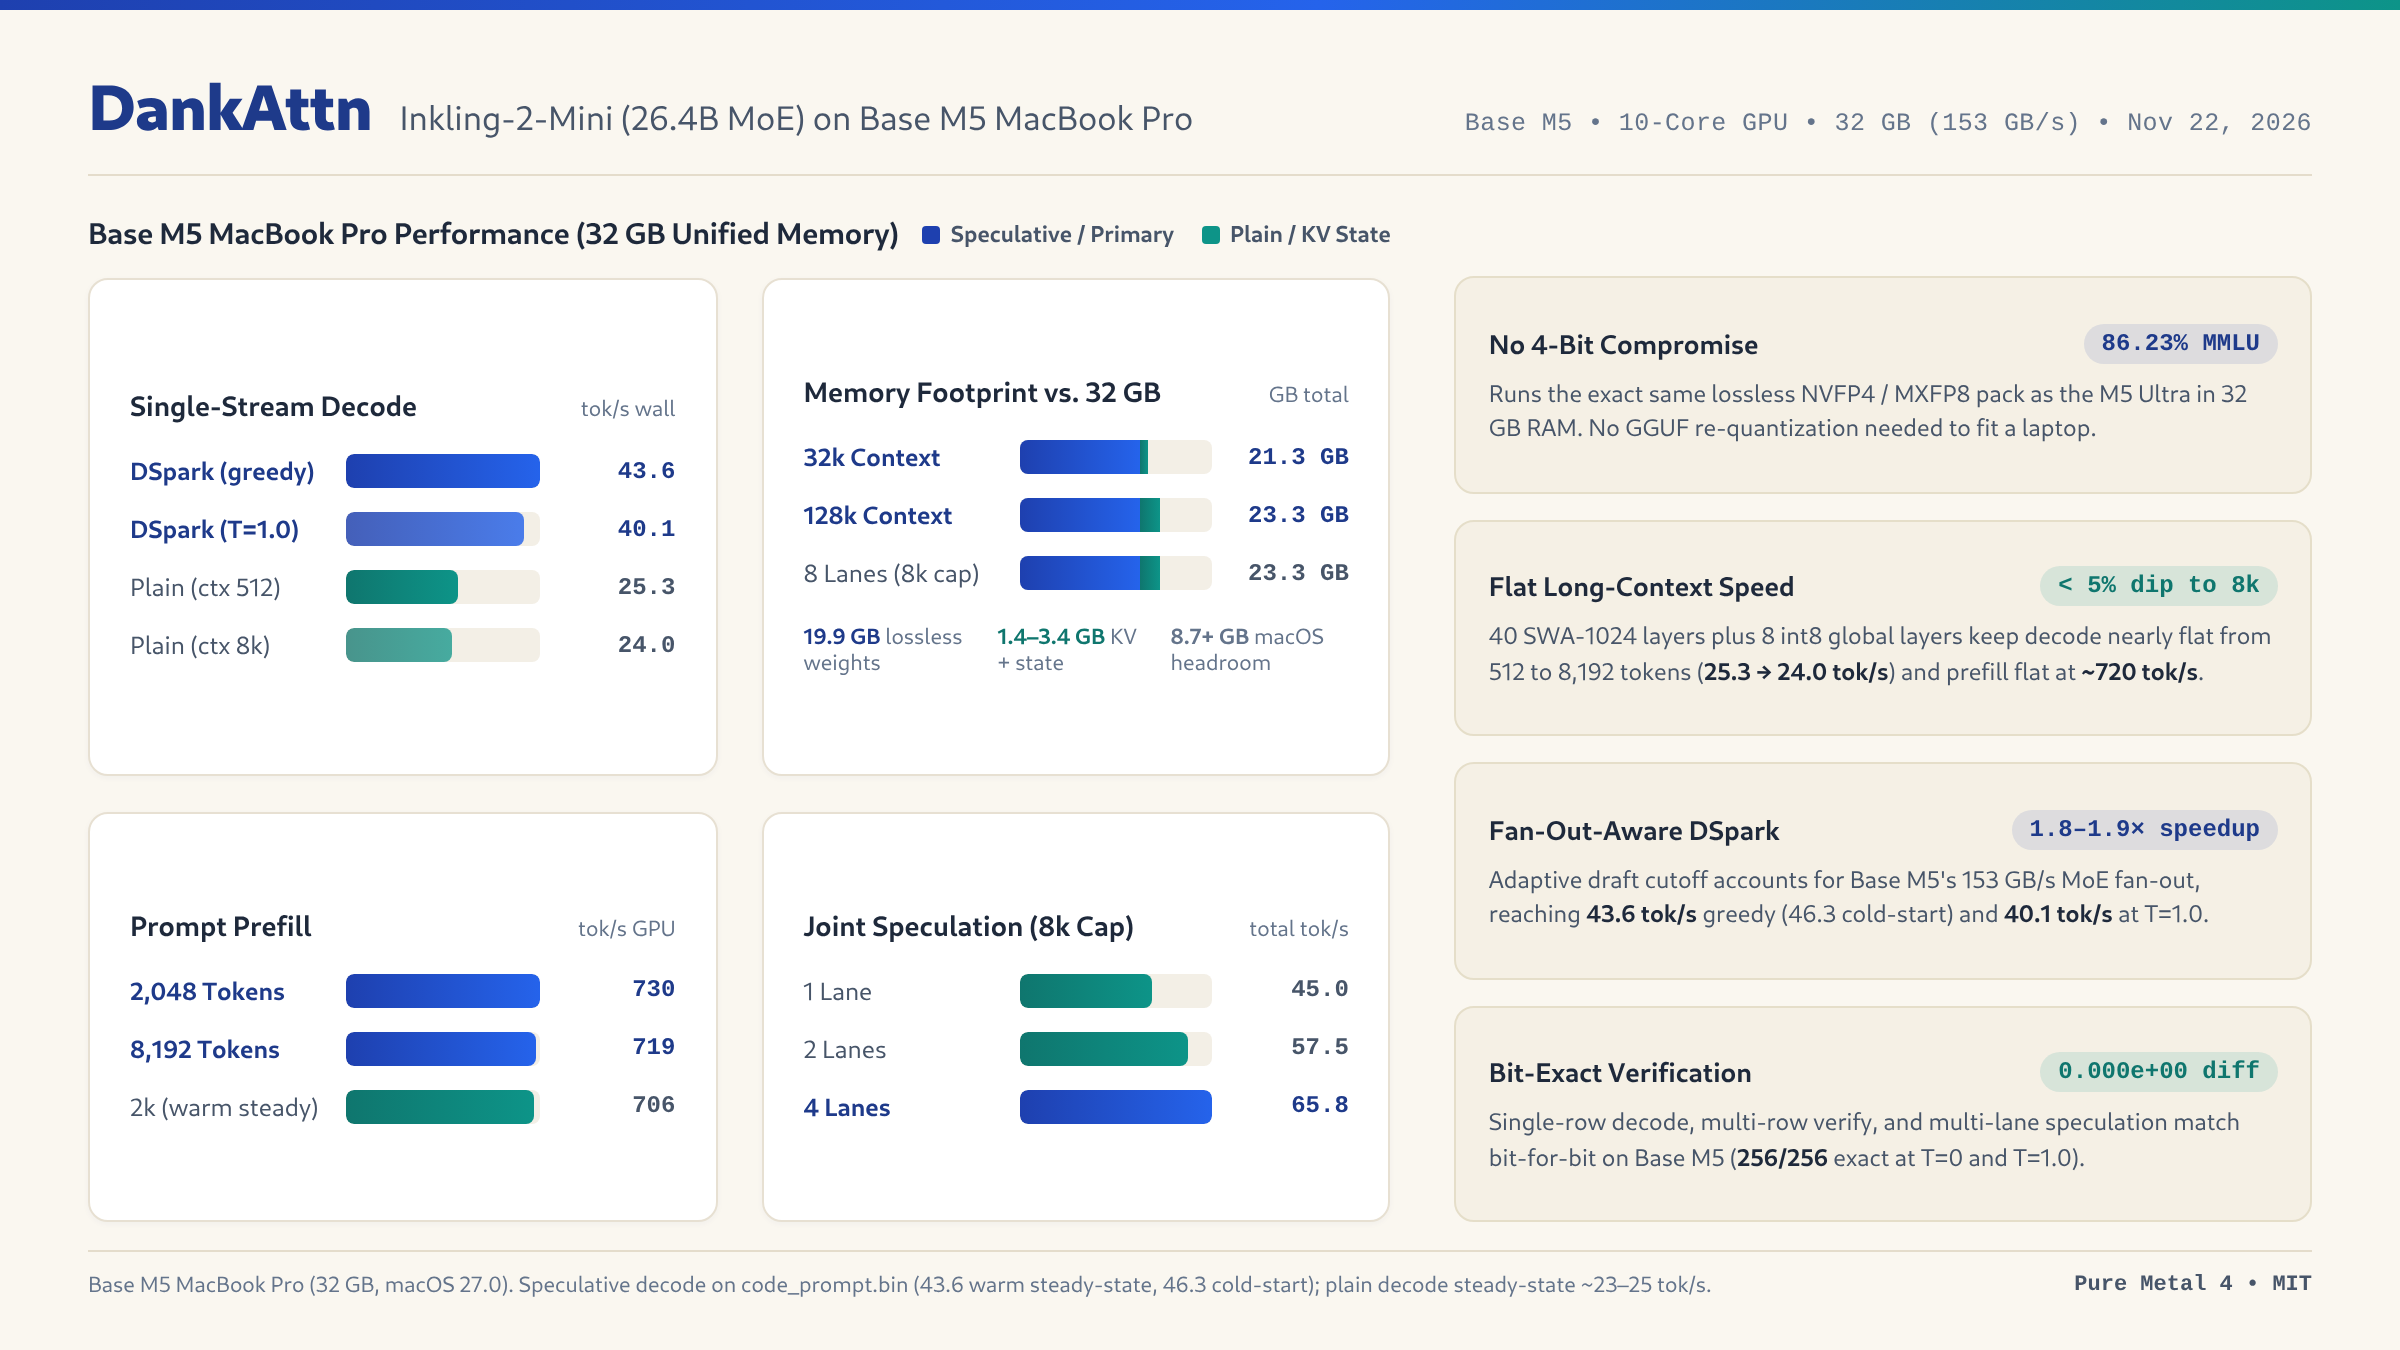 DankAttn Inkling-2-Mini (26.4B MoE) on Base M5 MacBook Pro
Base M5 • 10-Core GPU • 32 GB (153 GB/s) • Nov 22, 2026
Base M5 MacBook Pro Performance (32 GB Unified Memory)
Speculative / Primary
Plain / KV State
Single-Stream Decode
tok/s wall
DSpark (greedy) 43.6
DSpark (T=1.0) 40.1
Plain (ctx 512) 25.3
Plain (ctx 8k) 24.0
Memory Footprint vs. 32 GB
GB total
32k Context 21.3 GB
128k Context 23.3 GB
8 Lanes (8k cap) 23.3 GB
19.9 GB lossless
weights
1.4–3.4 GB KV
+ state
8.7+ GB macOS
headroom
Prompt Prefill
tok/s GPU
2,048 Tokens 730
8,192 Tokens 719
2k (warm steady) 706
Joint Speculation (8k Cap)
total tok/s
1 Lane 45.0
2 Lanes 57.5
4 Lanes 65.8
No 4-Bit Compromise
86.23% MMLU
Runs the exact same lossless NVFP4 / MXFP8 pack as the M5 Ultra in 32
GB RAM. No GGUF re-quantization needed to fit a laptop.
Flat Long-Context Speed
< 5% dip to 8k
40 SWA-1024 layers plus 8 int8 global layers keep decode nearly flat from
512 to 8,192 tokens (25.3 → 24.0 tok/s) and prefill flat at ~720 tok/s.
Fan-Out-Aware DSpark
1.8–1.9× speedup
Adaptive draft cutoff accounts for Base M5's 153 GB/s MoE fan-out,
reaching 43.6 tok/s greedy (46.3 cold-start) and 40.1 tok/s at T=1.0.
Bit-Exact Verification
0.000e+00 diff
Single-row decode, multi-row verify, and multi-lane speculation match
bit-for-bit on Base M5 (256/256 exact at T=0 and T=1.0).
Base M5 MacBook Pro (32 GB, macOS 27.0). Speculative decode on code_prompt.bin (43.6 warm steady-state, 46.3 cold-start); plain decode steady-state ~23–25 tok/s.
Pure Metal 4 • MIT